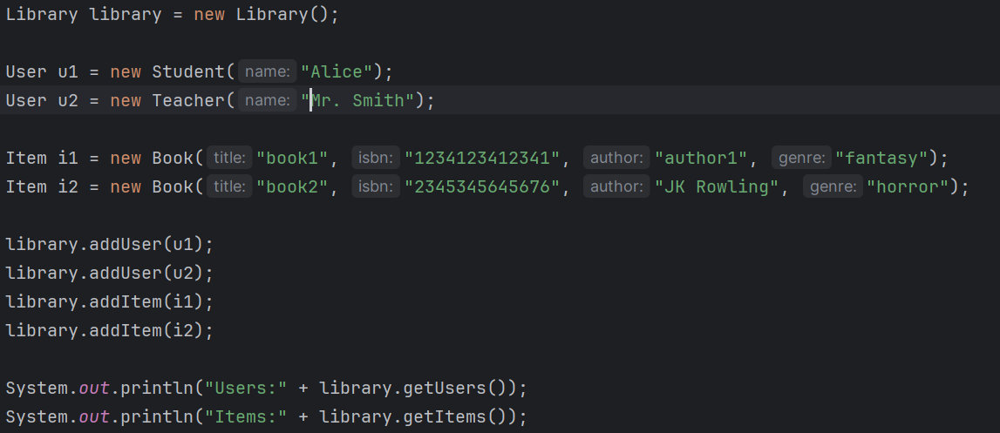 Library library = new Library();
User u1 = new Student( name: "Alice");
User u2 = new Teacher( name: "Mr. Smith");
Item i1 = new Book( title: "book1", isbn: "1234123412341", author: "author1", genre: "fantasy");
Item i2 = new Book( title: "book2", isbn: "2345345645676", author: "JK Rowling", genre: "horror");
library.addUser(u1);
library.addUser(u2);
library.addItem(i1);
library.addItem(i2);
System.out.println("Users:" + library.getUsers());
System.out.println("Items:" + library.getItems());